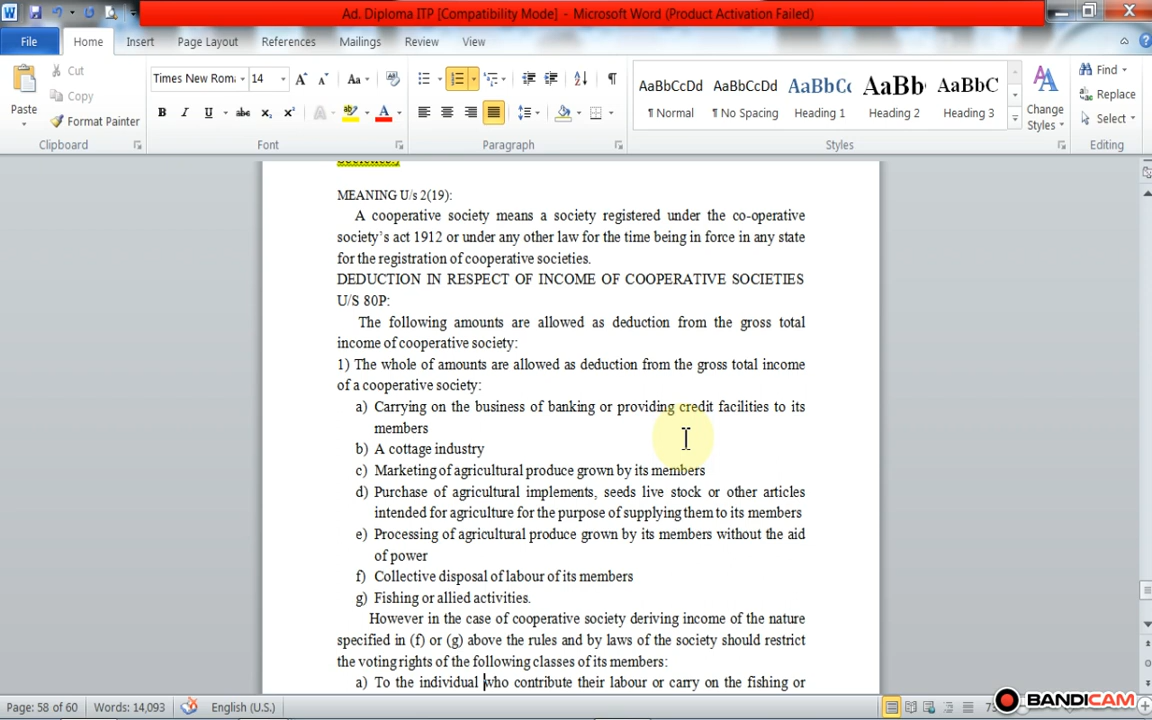 Ad. Diploma ITP [Compatibility Mode] - Microsoft Word (Product Activation Failed)
File Home Insert Page Layout References Mailings Review View
Paste
Cut
Copy
Format Painter
Clipboard
Times New Rom. 14
Font
Paragraph
AaBbCcDd AaBbCcDd AaBbCc AaBb AaBbC
¶ Normal ¶ No Spacing Heading 1 Heading 2 Heading 3
Change Styles
Styles
Find
Replace
Select
Editing
MEANING U/s 2(19):
A cooperative society means a society registered under the co-operative
society's act 1912 or under any other law for the time being in force in any state
for the registration of cooperative societies.
DEDUCTION IN RESPECT OF INCOME OF COOPERATIVE SOCIETIES
U/S 80P:
The following amounts are allowed as deduction from the gross total
income of cooperative society:
1) The whole of amounts are allowed as deduction from the gross total income
of a cooperative society:
a) Carrying on the business of banking or providing credit facilities to its
members
b) A cottage industry
c) Marketing of agricultural produce grown by its members
d) Purchase of agricultural implements, seeds live stock or other articles
intended for agriculture for the purpose of supplying them to its members
e) Processing of agricultural produce grown by its members without the aid
of power
f) Collective disposal of labour of its members
g) Fishing or allied activities.
However in the case of cooperative society deriving income of the nature
specified in (f) or (g) above the rules and by laws of the society should restrict
the voting rights of the following classes of its members:
a) To the individual who contribute their labour or carry on the fishing or
Page: 58 of 60 Words: 14,093 English (U.S.)
BANDICAM